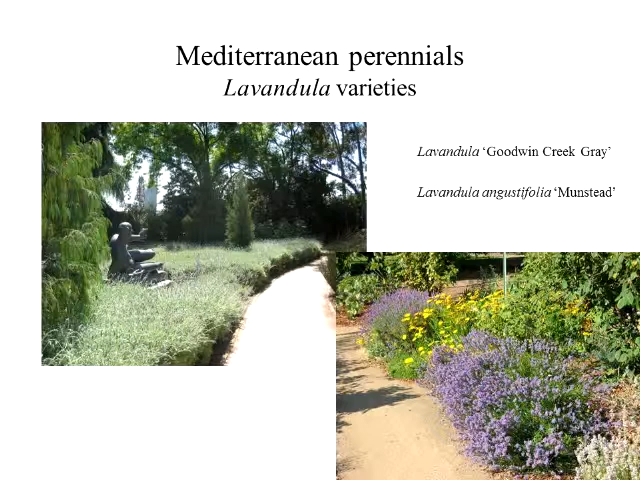 Mediterranean perennials
Lavandula varieties
Lavandula ‘Goodwin Creek Gray’
Lavandula angustifolia ‘Munstead’